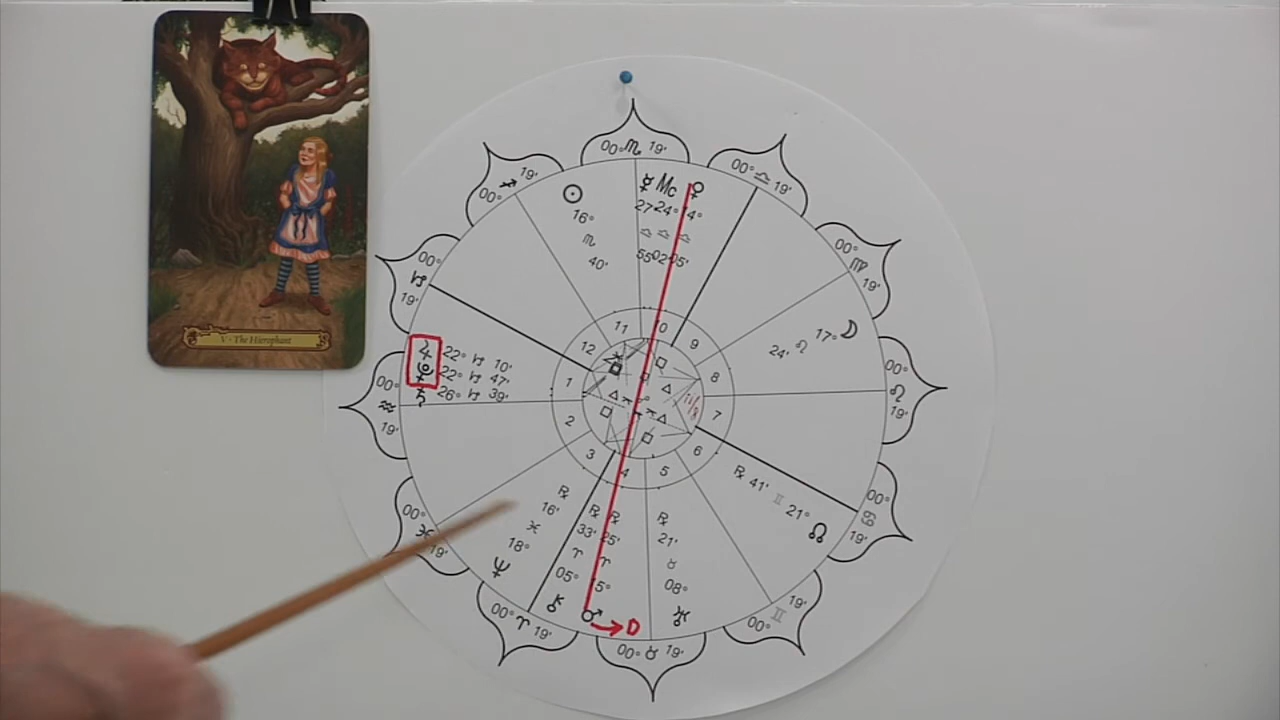 V - The Hierophant
00° ♏ 19'
00° ♎ 19'
00° ♍ 19'
00° ♌ 19'
00° ♋ 19'
00° ♊ 19'
00° ♉ 19'
00° ♈ 19'
00° ♓ 19'
00° ♒ 19'
00° ♑ 19'
00° ♐ 19'
☉ 16° ♏ 40'
☿ 27° ♎ 55'
Mc 24° ♎ 02'
♀ 14° ♎ 05'
☽ 17° ♌ 24'
☊ 21° ♊ 41' ℞
♅ 08° ♉ 21' ℞
♂ 15° ♈ 25' ℞
→ D
⚷ 05° ♈ 33' ℞
♆ 18° ♓ 16' ℞
♃ 22° ♑ 10'
♇ 22° ♑ 47'
♄ 26° ♑ 39'
1
2
3
4
5
6
7
8
9
10
11
12